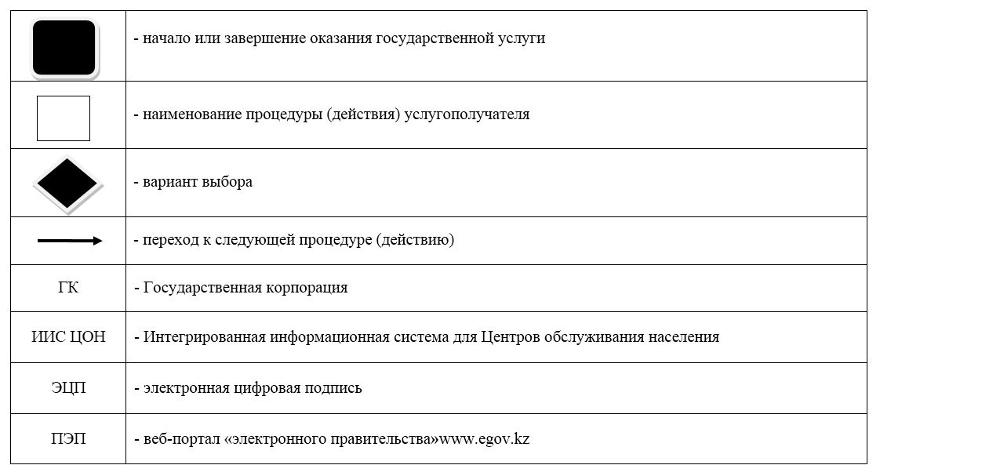 - начало или завершение оказания государственной услуги
- наименование процедуры (действия) услугополучателя
- вариант выбора
- переход к следующей процедуре (действию)
ГК - Государственная корпорация
ИИС ЦОН - Интегрированная информационная система для Центров обслуживания населения
ЭЦП - электронная цифровая подпись
ПЭП - веб-портал «электронного правительства»www.egov.kz